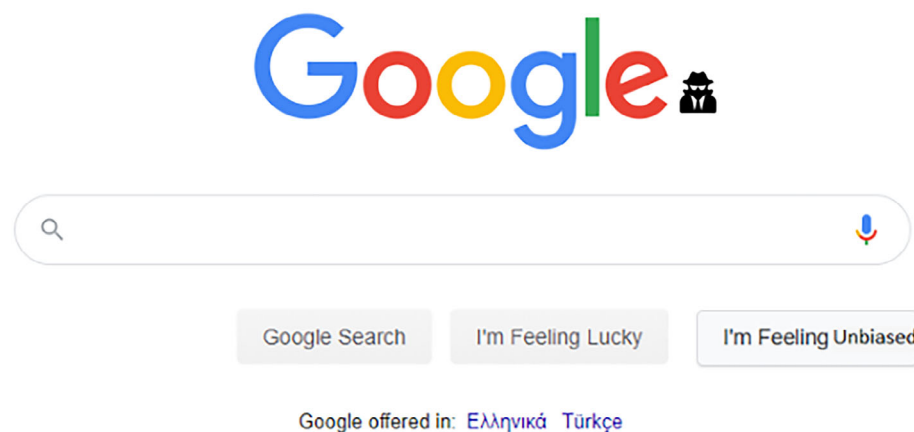 Google
Google Search I'm Feeling Lucky I'm Feeling Unbiased
Google offered in: Ελληνικά Türkçe